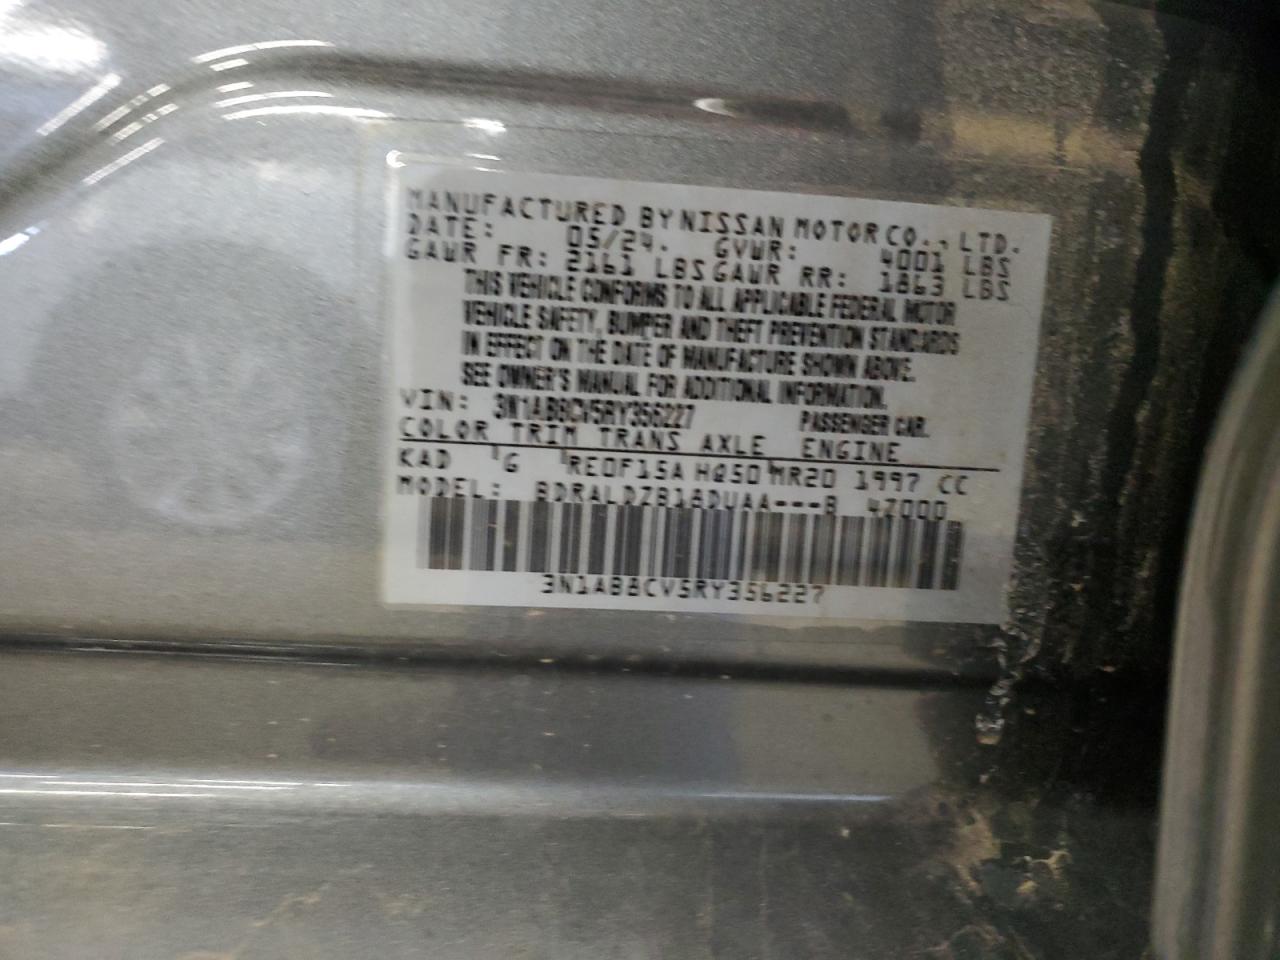 MANUFACTURED BY NISSAN MOTOR CO., LTD.
DATE: 05/24. GVWR: 4001 LBS
GAWR FR: 2161 LBS GAWR RR: 1863 LBS
THIS VEHICLE CONFORMS TO ALL APPLICABLE FEDERAL MOTOR
VEHICLE SAFETY, BUMPER AND THEFT PREVENTION STANDARDS
IN EFFECT ON THE DATE OF MANUFACTURE SHOWN ABOVE.
SEE OWNER'S MANUAL FOR ADDITIONAL INFORMATION.
VIN: 3N1AB8CV5RY356227 PASSENGER CAR.
COLOR TRIM TRANS AXLE ENGINE
KAD G RE0F15A HQ50 MR20 1997 CC
MODEL: BDRALDZB18DUAA---B 47000
3N1AB8CV5RY356227